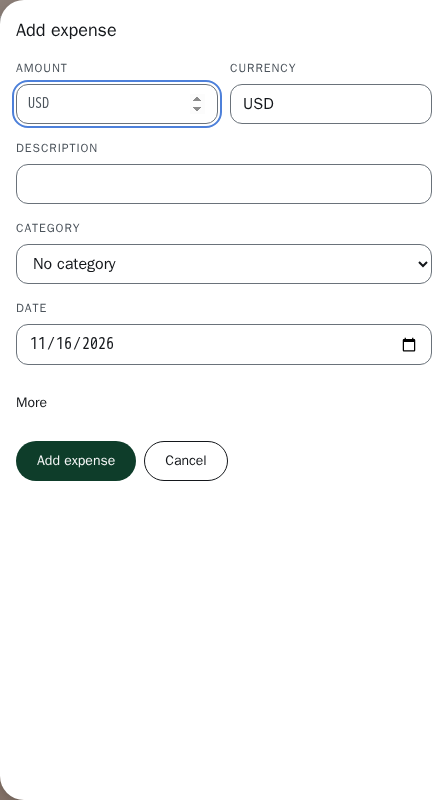 Add expense
AMOUNT CURRENCY
USD USD
DESCRIPTION
CATEGORY
No category
DATE
11/16/2026
More
Add expense Cancel